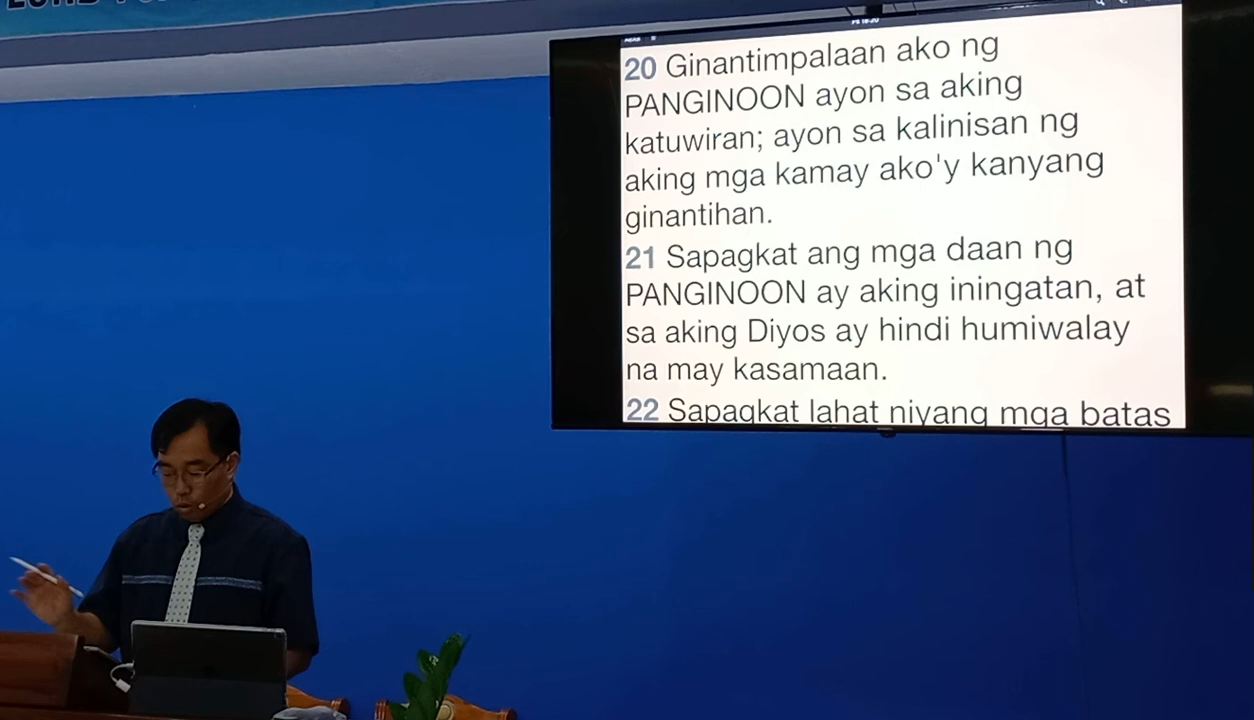 20 Ginantimpalaan ako ng
PANGINOON ayon sa aking
katuwiran; ayon sa kalinisan ng
aking mga kamay ako'y kanyang
ginantihan.
21 Sapagkat ang mga daan ng
PANGINOON ay aking iningatan, at
sa aking Diyos ay hindi humiwalay
na may kasamaan.
22 Sapagkat lahat niyang mga batas